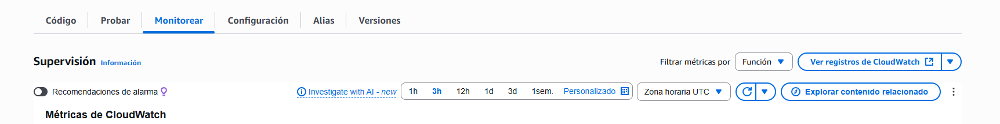 Código Probar Monitorear Configuración Alias Versiones
Supervisión Información Filtrar métricas por Función Ver registros de CloudWatch
Recomendaciones de alarma Investigate with AI - new 1h 3h 12h 1d 3d 1sem. Personalizado Zona horaria UTC Explorar contenido relacionado
Métricas de CloudWatch